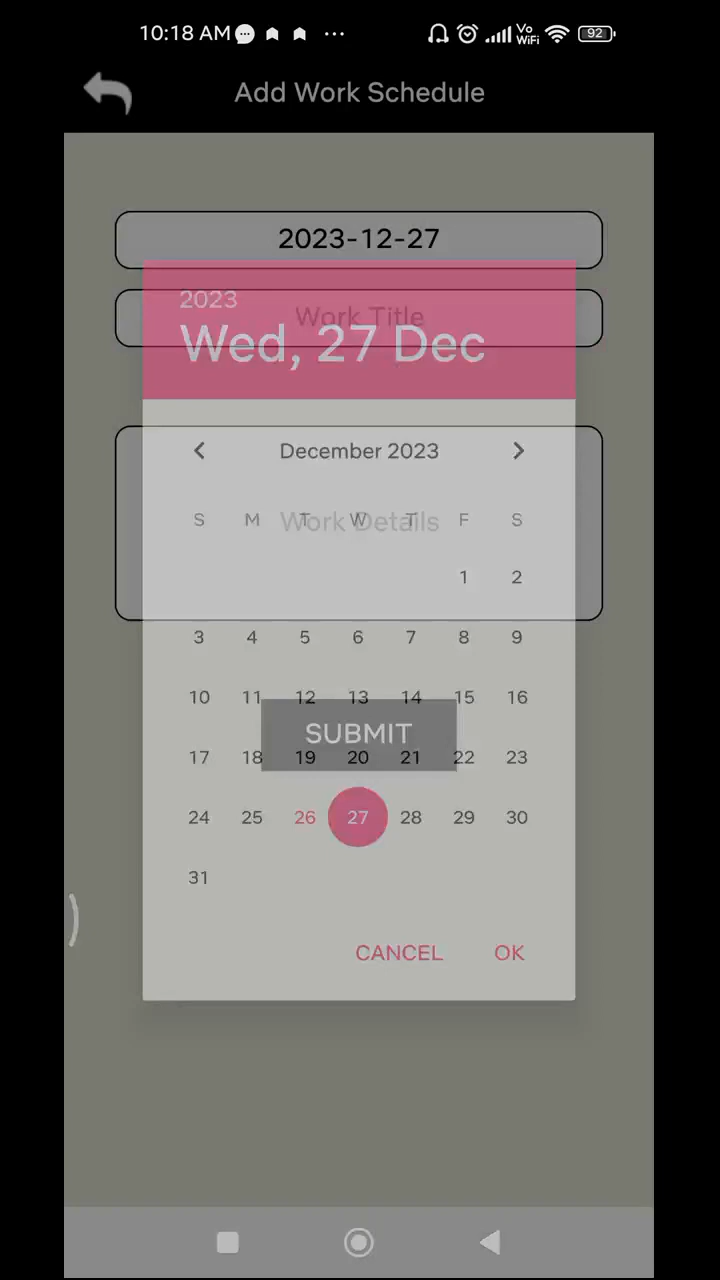 10:18 AM
Vo
WiFi
92
Add Work Schedule
2023-12-27
2023
Work Title
Wed, 27 Dec
December 2023
S M T W T F S
Work Details
1 2
3 4 5 6 7 8 9
10 11 12 13 14 15 16
SUBMIT
17 18 19 20 21 22 23
24 25 26 27 28 29 30
31
CANCEL OK